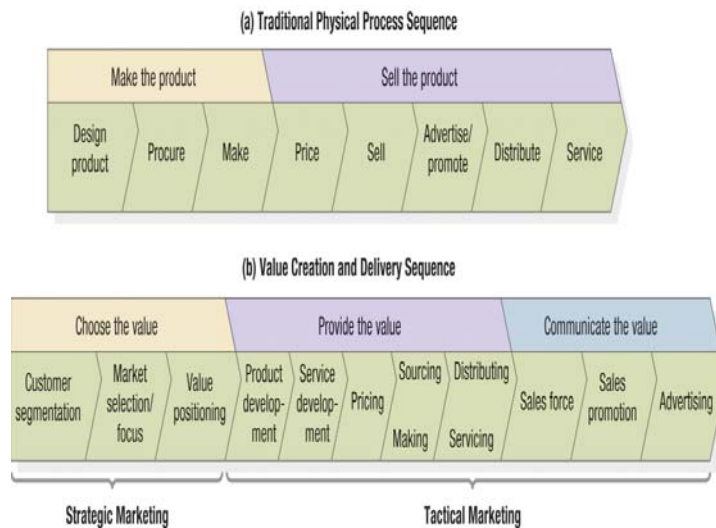 (a) Traditional Physical Process Sequence
Make the product
Sell the product
Design
product
Procure
Make
Price
Sell
Advertise/
promote
Distribute
Service
(b) Value Creation and Delivery Sequence
Choose the value
Provide the value
Communicate the value
Customer
segmentation
Market
selection/
focus
Value
positioning
Product
develop-
ment
Service
develop-
ment
Pricing
Sourcing
Making
Distributing
Servicing
Sales force
Sales
promotion
Advertising
Strategic Marketing
Tactical Marketing